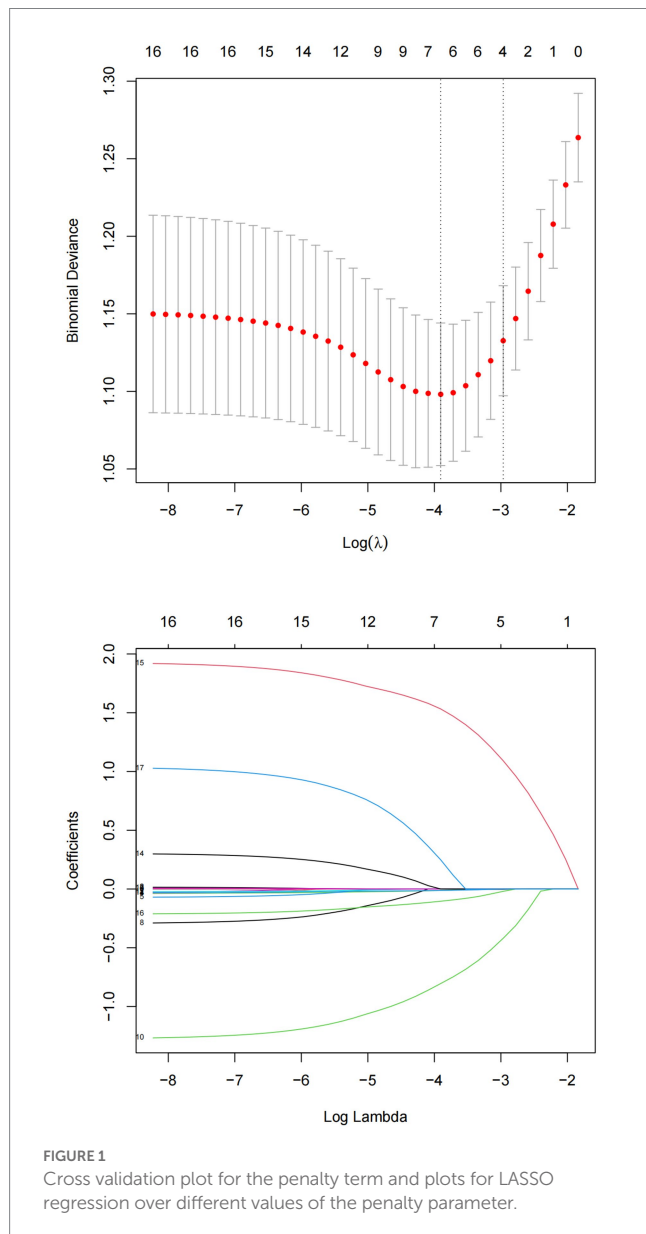 16 16 16 15 14 12 9 9 7 6 6 4 2 1 0
1.30
1.25
1.20
1.15
1.10
1.05
Binomial Deviance
−8 −7 −6 −5 −4 −3 −2
Log(λ)
16 16 15 12 7 5 1
2.0
1.5
1.0
0.5
0.0
−1.0
Coefficients
15
17
14
5
16
8
10
−8 −7 −6 −5 −4 −3 −2
Log Lambda
FIGURE 1
Cross validation plot for the penalty term and plots for LASSO
regression over different values of the penalty parameter.